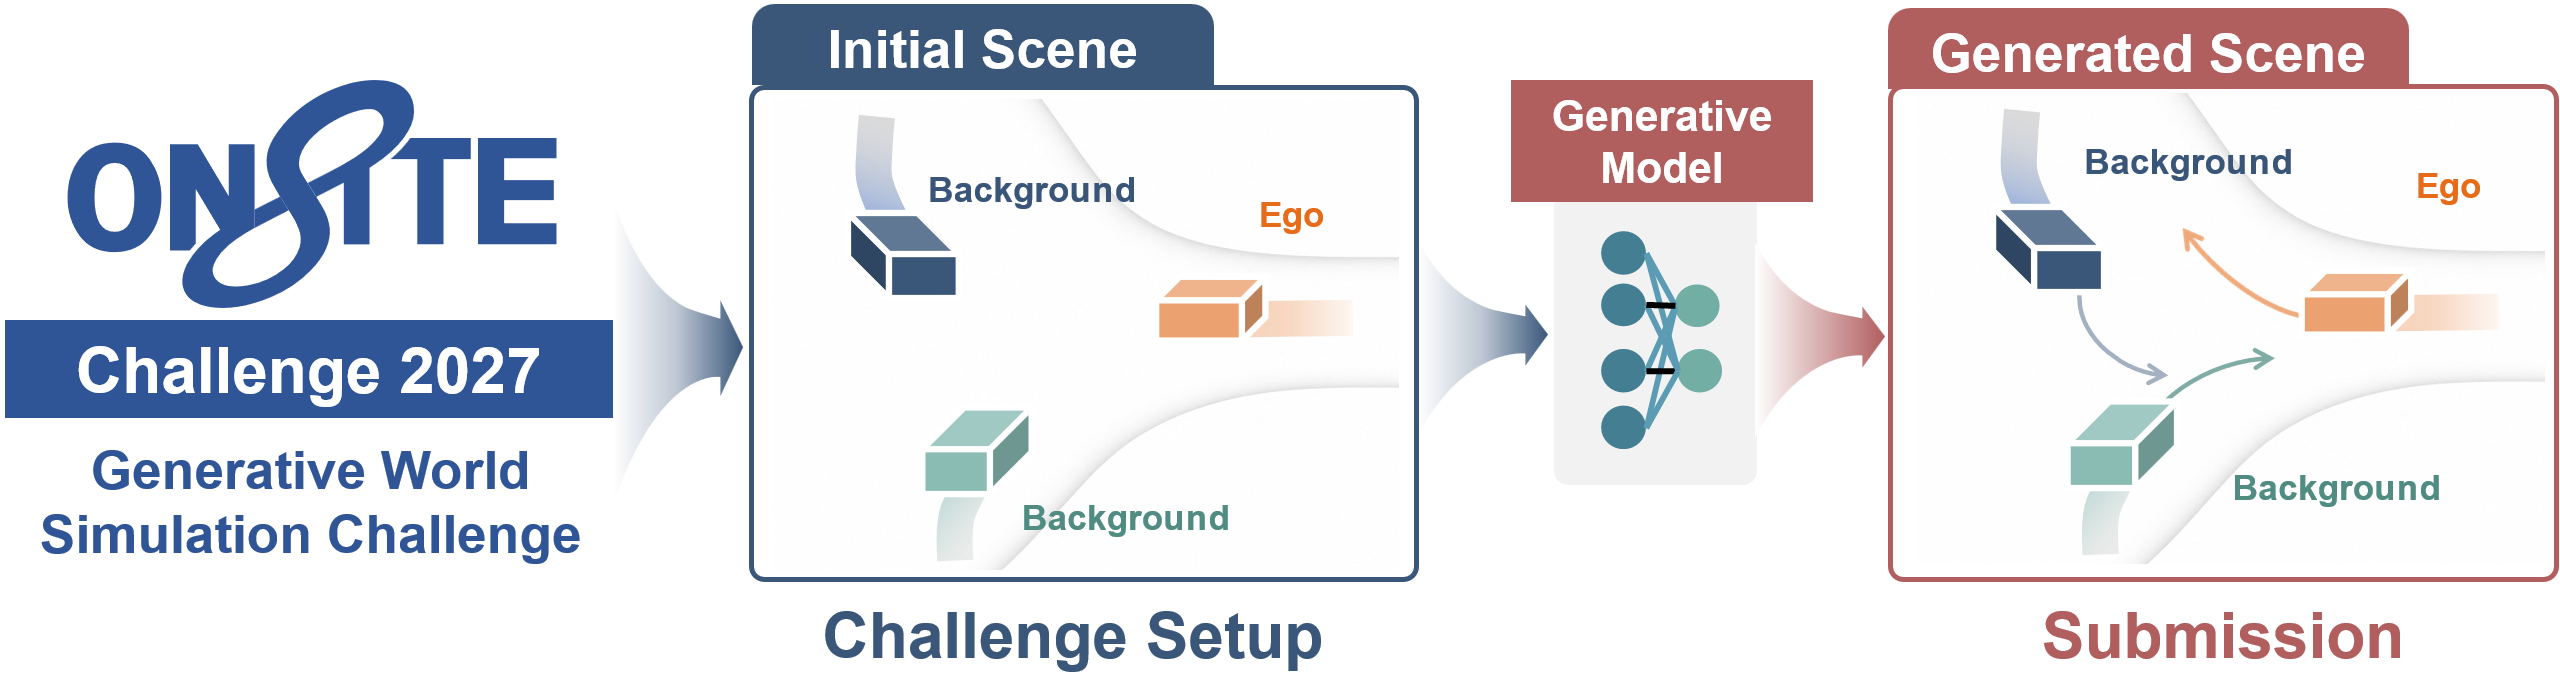 ONSITE
Challenge 2027
Generative World
Simulation Challenge
Initial Scene
Background
Ego
Background
Challenge Setup
Generative
Model
Generated Scene
Background
Ego
Background
Submission